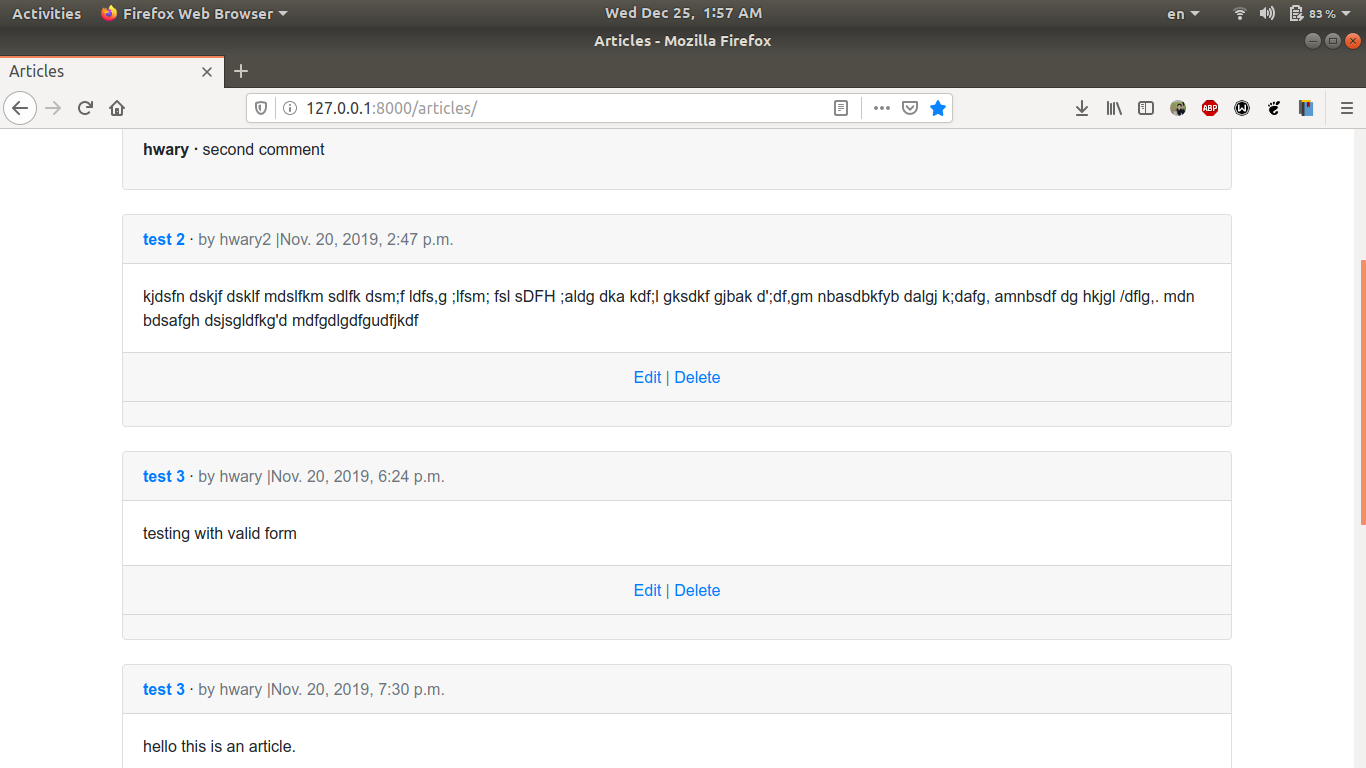 Activities Firefox Web Browser Wed Dec 25, 1:57 AM en 83 %
Articles - Mozilla Firefox
Articles
127.0.0.1:8000/articles/
ABP
hwary · second comment
test 2 · by hwary2 |Nov. 20, 2019, 2:47 p.m.
kjdsfn dskjf dsklf mdslfkm sdlfk dsm;f ldfs,g ;lfsm; fsl sDFH ;aldg dka kdf;l gksdkf gjbak d';df,gm nbasdbkfyb dalgj k;dafg, amnbsdf dg hkjgl /dflg,. mdn
bdsafgh dsjsgldfkg'd mdfgdlgdfgudfjkdf
Edit | Delete
test 3 · by hwary |Nov. 20, 2019, 6:24 p.m.
testing with valid form
Edit | Delete
test 3 · by hwary |Nov. 20, 2019, 7:30 p.m.
hello this is an article.